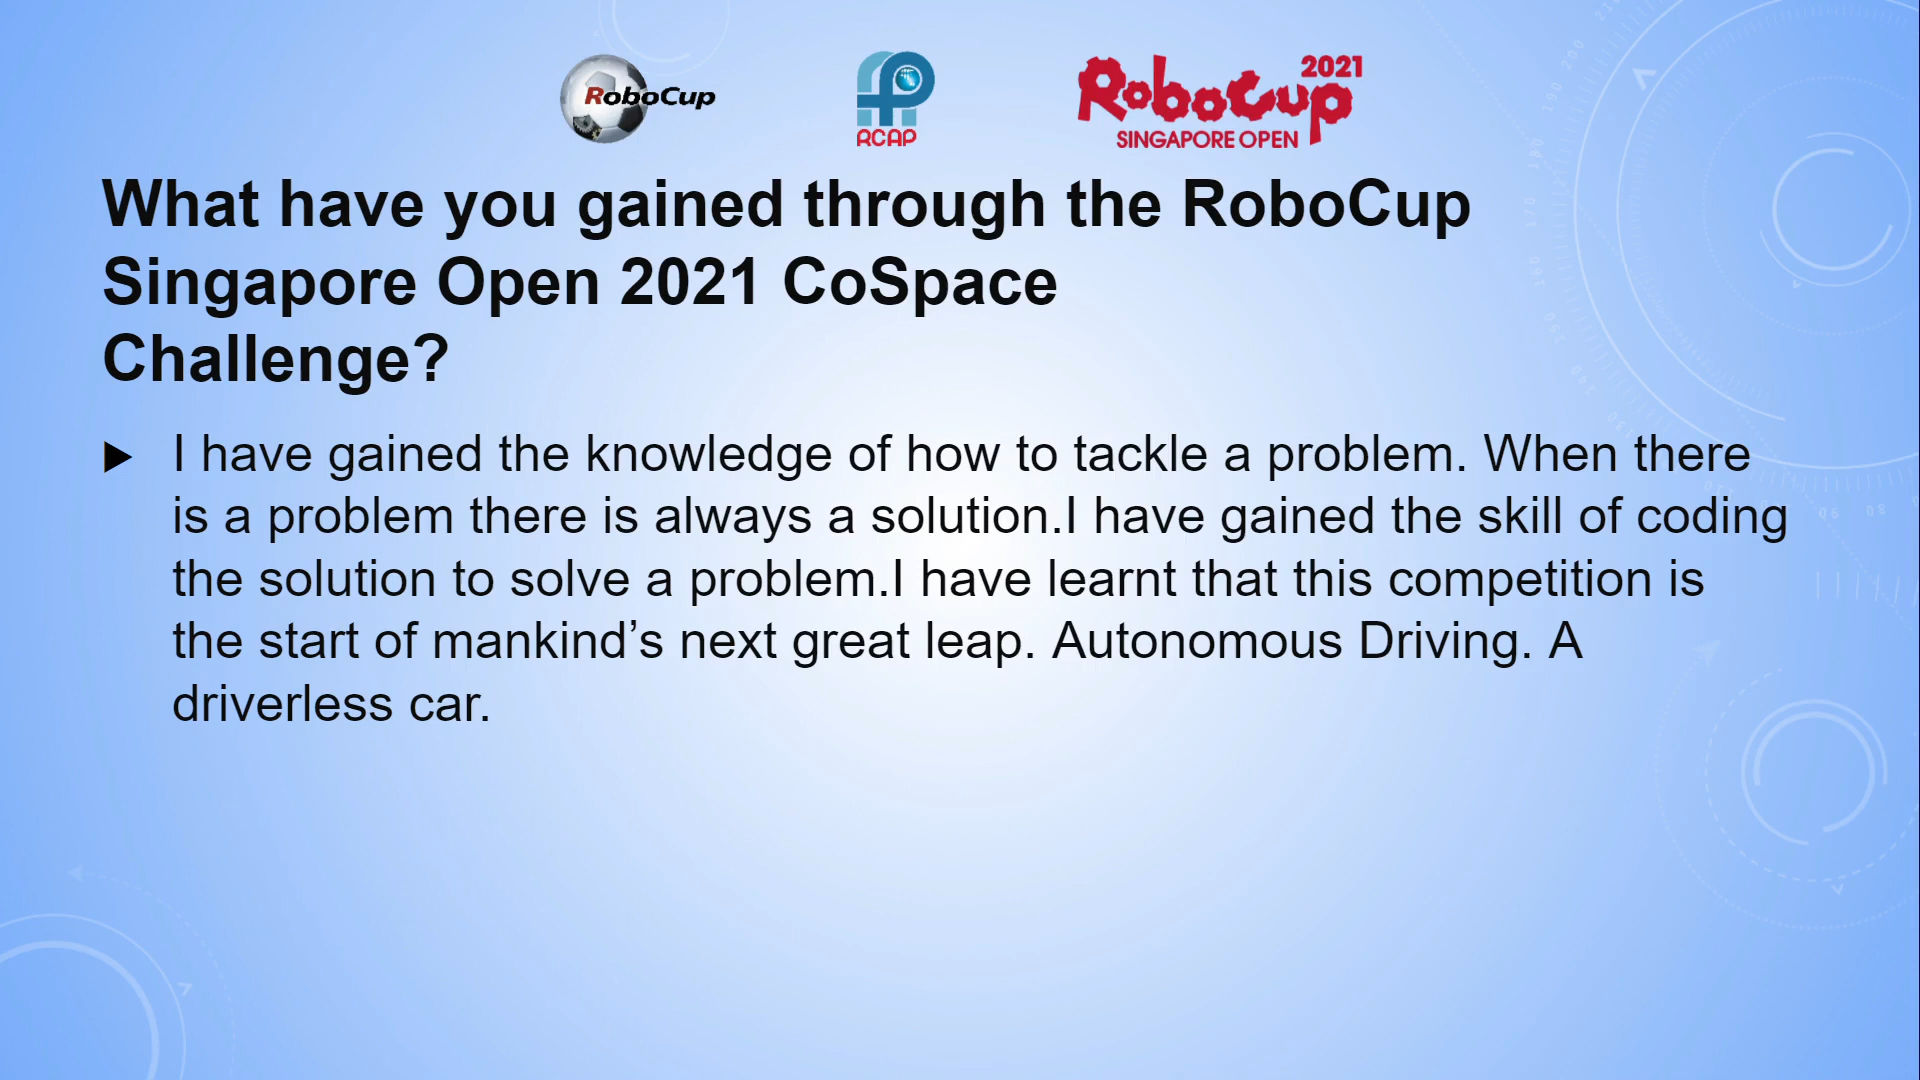 RoboCup
RCAP
RoboCup 2021
SINGAPORE OPEN
What have you gained through the RoboCup
Singapore Open 2021 CoSpace
Challenge?
I have gained the knowledge of how to tackle a problem. When there
is a problem there is always a solution.I have gained the skill of coding
the solution to solve a problem.I have learnt that this competition is
the start of mankind’s next great leap. Autonomous Driving. A
driverless car.